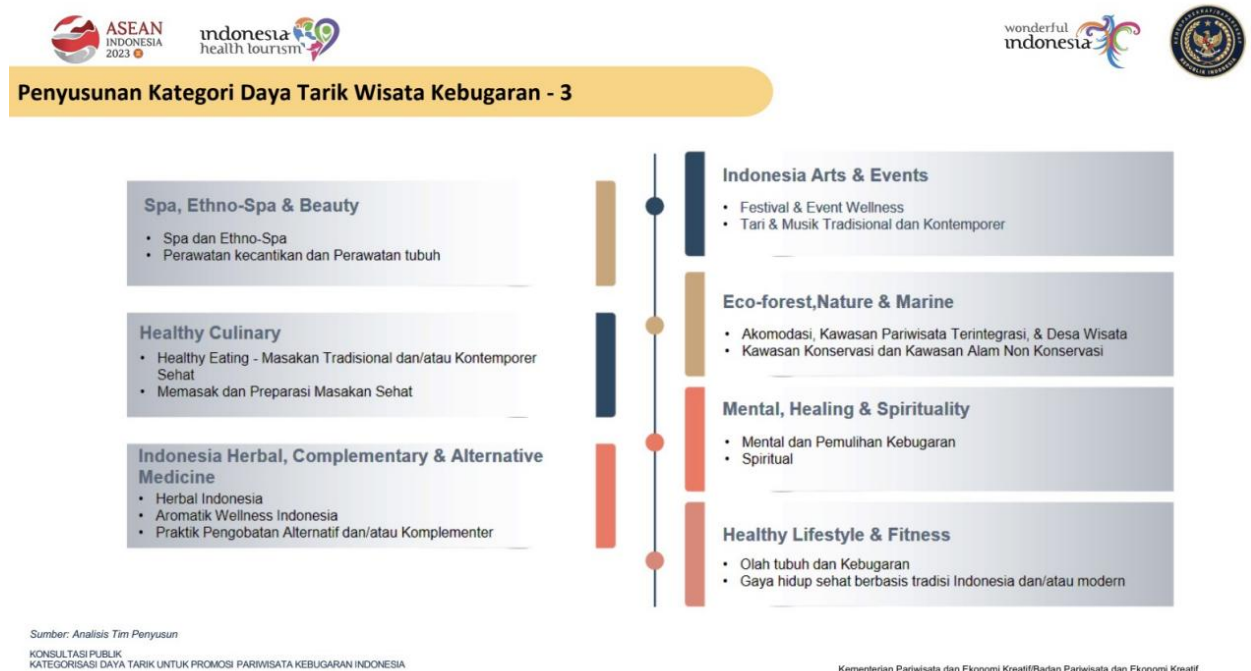 ASEAN
INDONESIA
2023
indonesia
health tourism
wonderful
indonesia
Penyusunan Kategori Daya Tarik Wisata Kebugaran - 3
Spa, Ethno-Spa & Beauty
• Spa dan Ethno-Spa
• Perawatan kecantikan dan Perawatan tubuh
Healthy Culinary
• Healthy Eating - Masakan Tradisional dan/atau Kontemporer
Sehat
• Memasak dan Preparasi Masakan Sehat
Indonesia Herbal, Complementary & Alternative
Medicine
• Herbal Indonesia
• Aromatik Wellness Indonesia
• Praktik Pengobatan Alternatif dan/atau Komplementer
Indonesia Arts & Events
• Festival & Event Wellness
• Tari & Musik Tradisional dan Kontemporer
Eco-forest,Nature & Marine
• Akomodasi, Kawasan Pariwisata Terintegrasi, & Desa Wisata
• Kawasan Konservasi dan Kawasan Alam Non Konservasi
Mental, Healing & Spirituality
• Mental dan Pemulihan Kebugaran
• Spiritual
Healthy Lifestyle & Fitness
• Olah tubuh dan Kebugaran
• Gaya hidup sehat berbasis tradisi Indonesia dan/atau modern
Sumber: Analisis Tim Penyusun
KONSULTASI PUBLIK
KATEGORISASI DAYA TARIK UNTUK PROMOSI PARIWISATA KEBUGARAN INDONESIA
Kementerian Pariwisata dan Ekonomi Kreatif/Badan Pariwisata dan Ekonomi Kreatif